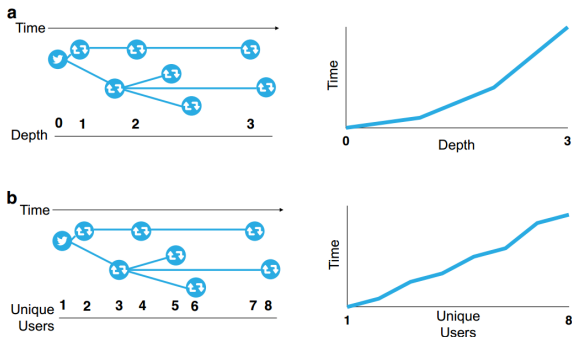 a
Time
0 1 2 3
Depth
Time
0 3
Depth
b
Time
1 2 3 4 5 6 7 8
Unique
Users
Time
1 8
Unique
Users